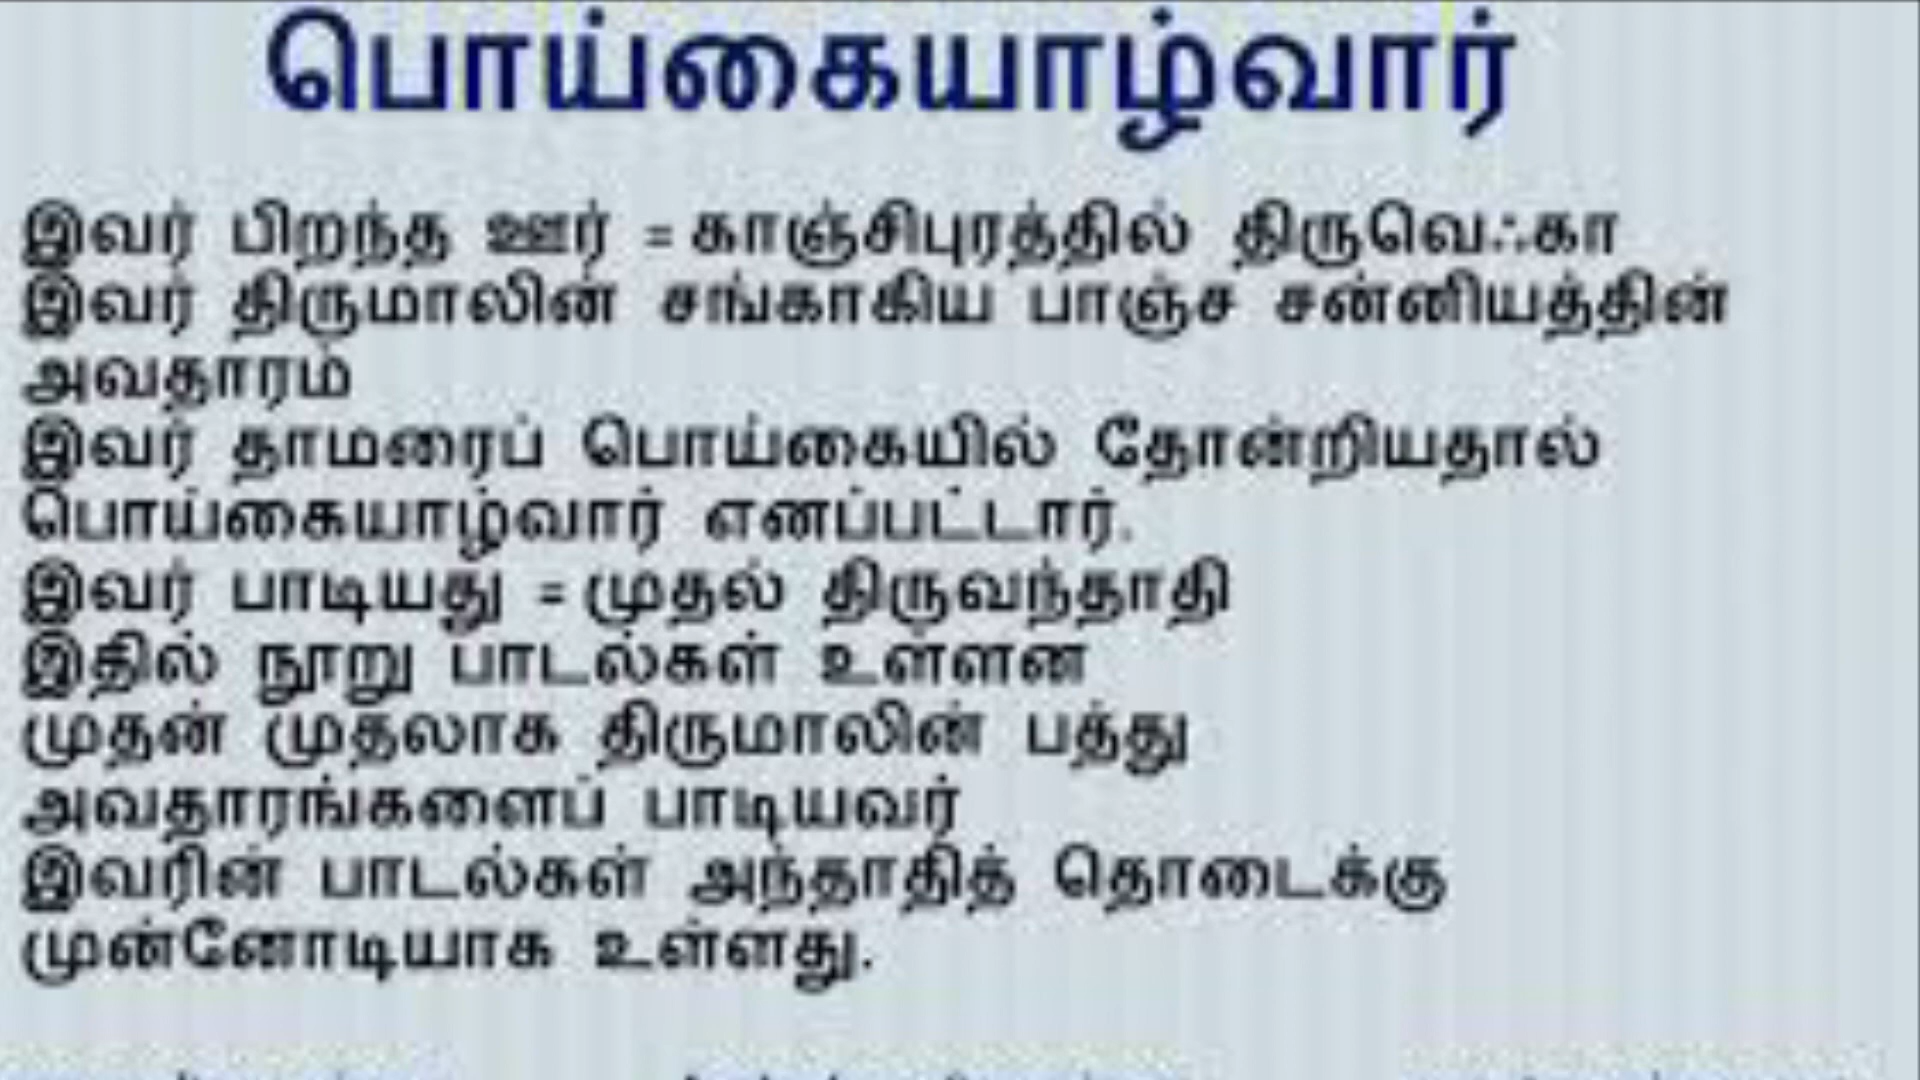 பொய்கையாழ்வார்
இவர் பிறந்த ஊர் = காஞ்சிபுரத்தில் திருவெஃகா
இவர் திருமாலின் சங்காகிய பாஞ்ச சன்னியத்தின்
அவதாரம்
இவர் தாமரைப் பொய்கையில் தோன்றியதால்
பொய்கையாழ்வார் எனப்பட்டார்.
இவர் பாடியது = முதல் திருவந்தாதி
இதில் நூறு பாடல்கள் உள்ளன
முதன் முதலாக திருமாலின் பத்து
அவதாரங்களைப் பாடியவர்
இவரின் பாடல்கள் அந்தாதித் தொடைக்கு
முன்னோடியாக உள்ளது.